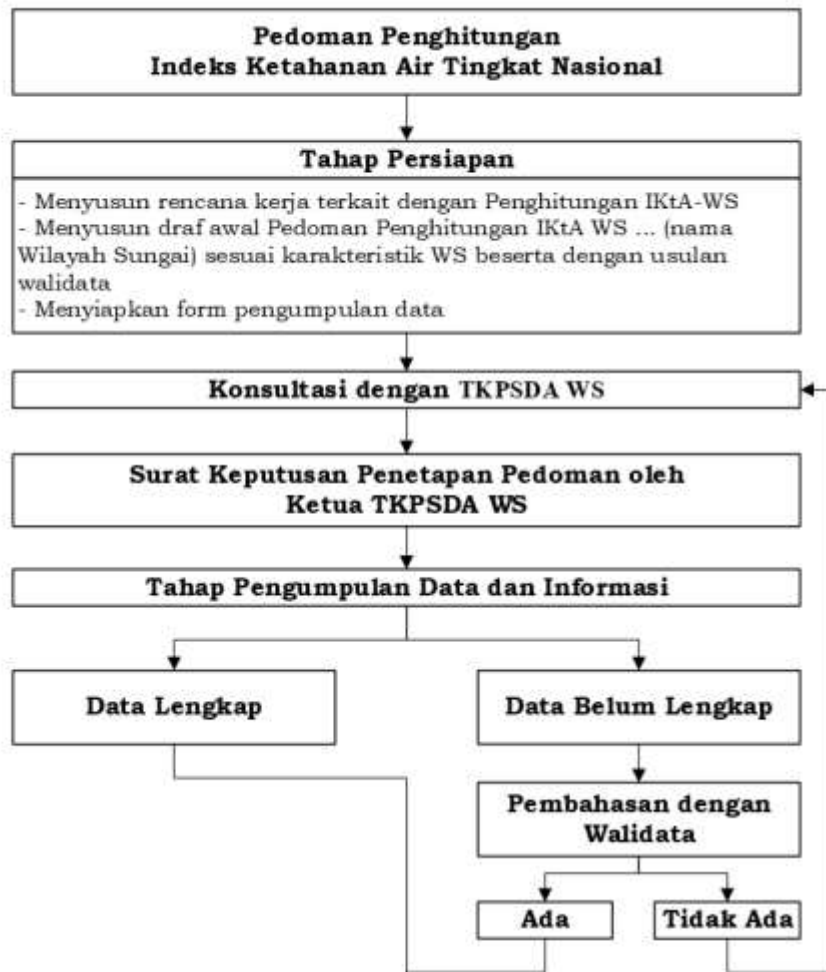 Pedoman Penghitungan
Indeks Ketahanan Air Tingkat Nasional
Tahap Persiapan
- Menyusun rencana kerja terkait dengan Penghitungan IKtA-WS
- Menyusun draf awal Pedoman Penghitungan IKtA WS ... (nama
Wilayah Sungai) sesuai karakteristik WS beserta dengan usulan
walidata
- Menyiapkan form pengumpulan data
Konsultasi dengan TKPSDA WS
Surat Keputusan Penetapan Pedoman oleh
Ketua TKPSDA WS
Tahap Pengumpulan Data dan Informasi
Data Lengkap
Data Belum Lengkap
Pembahasan dengan
Walidata
Ada
Tidak Ada